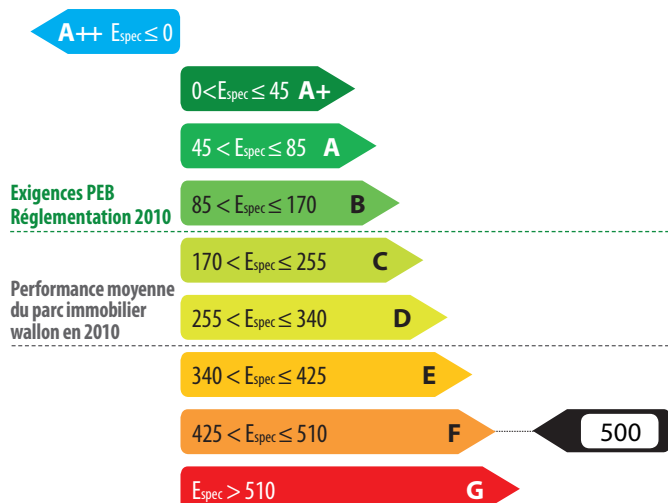 A++ Espec ≤ 0
0<Espec ≤ 45 A+
45 < Espec ≤ 85 A
Exigences PEB
Réglementation 2010
85 < Espec ≤ 170 B
170 < Espec ≤ 255 C
Performance moyenne
du parc immobilier
wallon en 2010
255 < Espec ≤ 340 D
340 < Espec ≤ 425 E
425 < Espec ≤ 510 F
500
Espec > 510 G